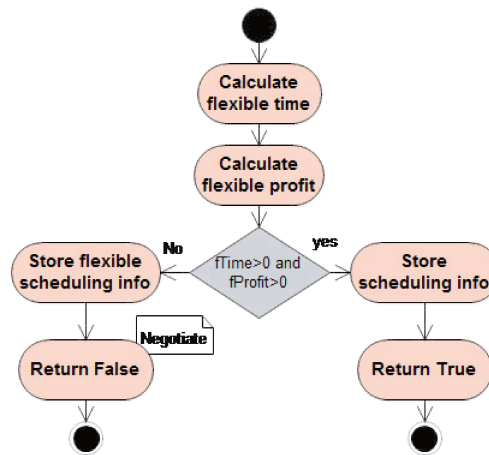 Calculate
flexible time
Calculate
flexible profit
fTime>0 and
fProfit>0
No
yes
Store flexible
scheduling info
Store
scheduling info
Negotiate
Return False
Return True